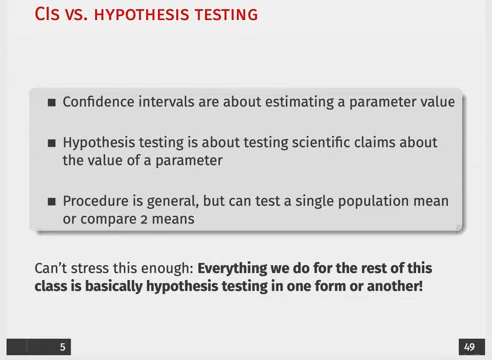 CIs vs. hypothesis testing
■ Confidence intervals are about estimating a parameter value
■ Hypothesis testing is about testing scientific claims about
the value of a parameter
■ Procedure is general, but can test a single population mean
or compare 2 means
Can't stress this enough: Everything we do for the rest of this
class is basically hypothesis testing in one form or another!
5
49